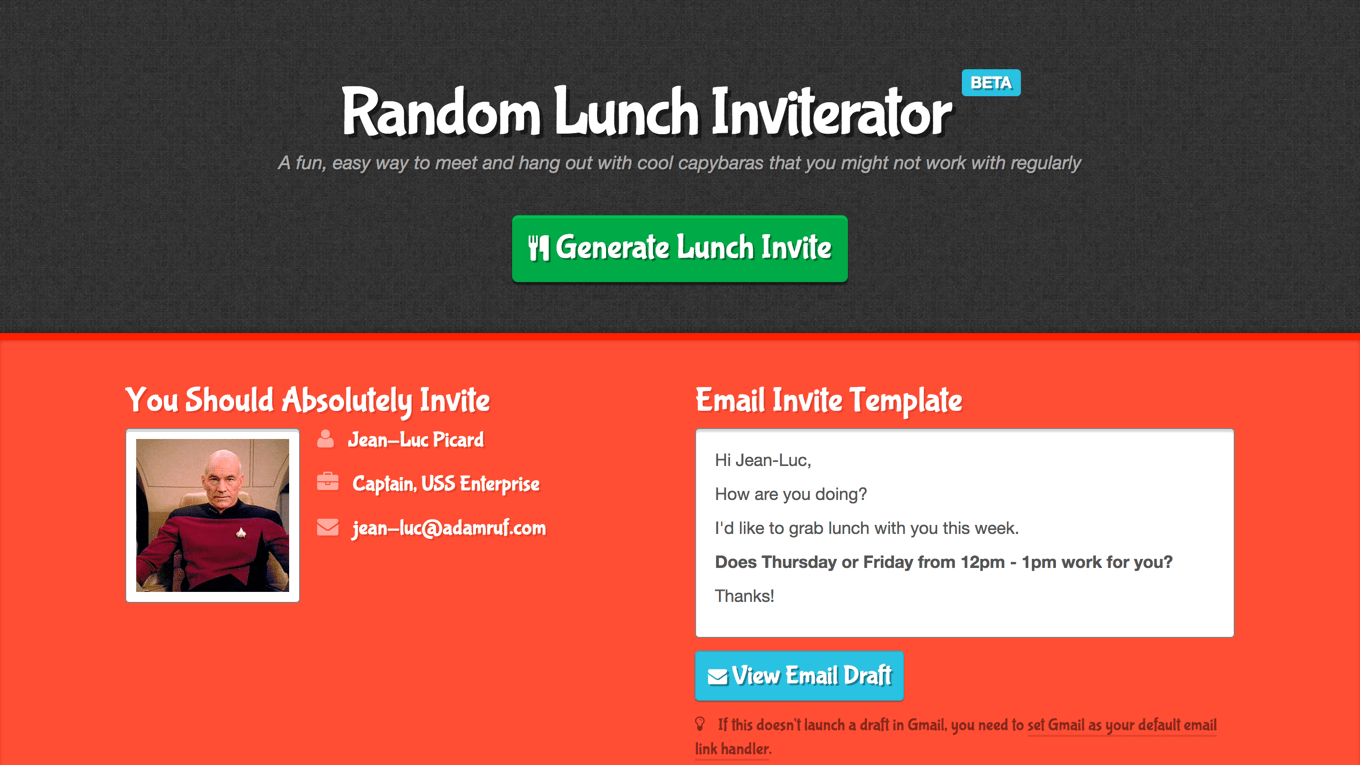 Random Lunch Inviterator BETA
A fun, easy way to meet and hang out with cool capybaras that you might not work with regularly
Generate Lunch Invite
You Should Absolutely Invite
Jean-Luc Picard
Captain, USS Enterprise
jean-luc@adamruf.com
Email Invite Template
Hi Jean-Luc,
How are you doing?
I'd like to grab lunch with you this week.
Does Thursday or Friday from 12pm - 1pm work for you?
Thanks!
View Email Draft
If this doesn't launch a draft in Gmail, you need to set Gmail as your default email
link handler.